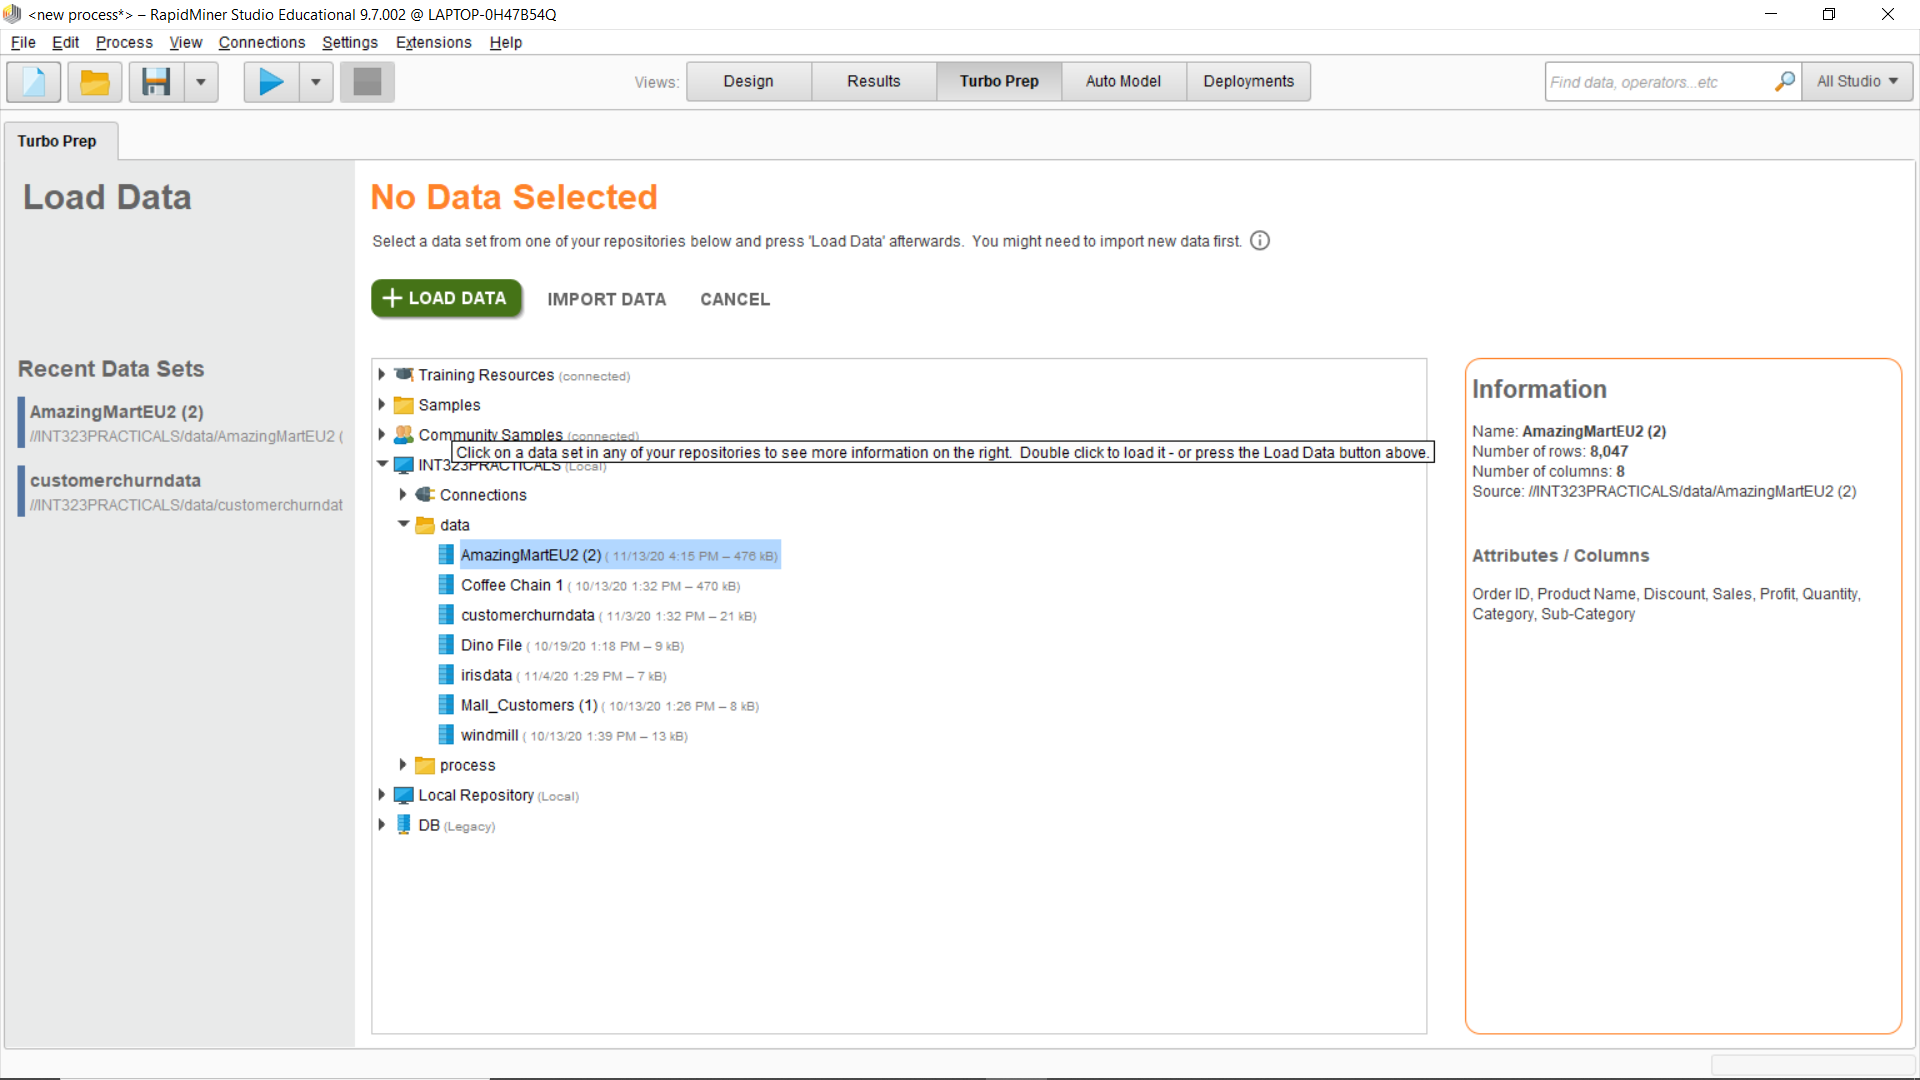 <new process*> – RapidMiner Studio Educational 9.7.002 @ LAPTOP-0H47B54Q
File Edit Process View Connections Settings Extensions Help
Views: Design Results Turbo Prep Auto Model Deployments
Find data, operators...etc All Studio
Turbo Prep
Load Data
No Data Selected
Select a data set from one of your repositories below and press 'Load Data' afterwards. You might need to import new data first.
LOAD DATA IMPORT DATA CANCEL
Recent Data Sets
AmazingMartEU2 (2)
//INT323PRACTICALS/data/AmazingMartEU2 (
customerchurndata
//INT323PRACTICALS/data/customerchurndat
Training Resources (connected)
Samples
Community Samples (connected)
Click on a data set in any of your repositories to see more information on the right. Double click to load it - or press the Load Data button above.
INT323PRACTICALS (Local)
Connections
data
AmazingMartEU2 (2) ( 11/13/20 4:15 PM – 476 kB)
Coffee Chain 1 ( 10/13/20 1:32 PM – 470 kB)
customerchurndata ( 11/3/20 1:32 PM – 21 kB)
Dino File ( 10/19/20 1:18 PM – 9 kB)
irisdata ( 11/4/20 1:29 PM – 7 kB)
Mall_Customers (1) ( 10/13/20 1:26 PM – 8 kB)
windmill ( 10/13/20 1:39 PM – 13 kB)
process
Local Repository (Local)
DB (Legacy)
Information
Name: AmazingMartEU2 (2)
Number of rows: 8,047
Number of columns: 8
Source: //INT323PRACTICALS/data/AmazingMartEU2 (2)
Attributes / Columns
Order ID, Product Name, Discount, Sales, Profit, Quantity,
Category, Sub-Category